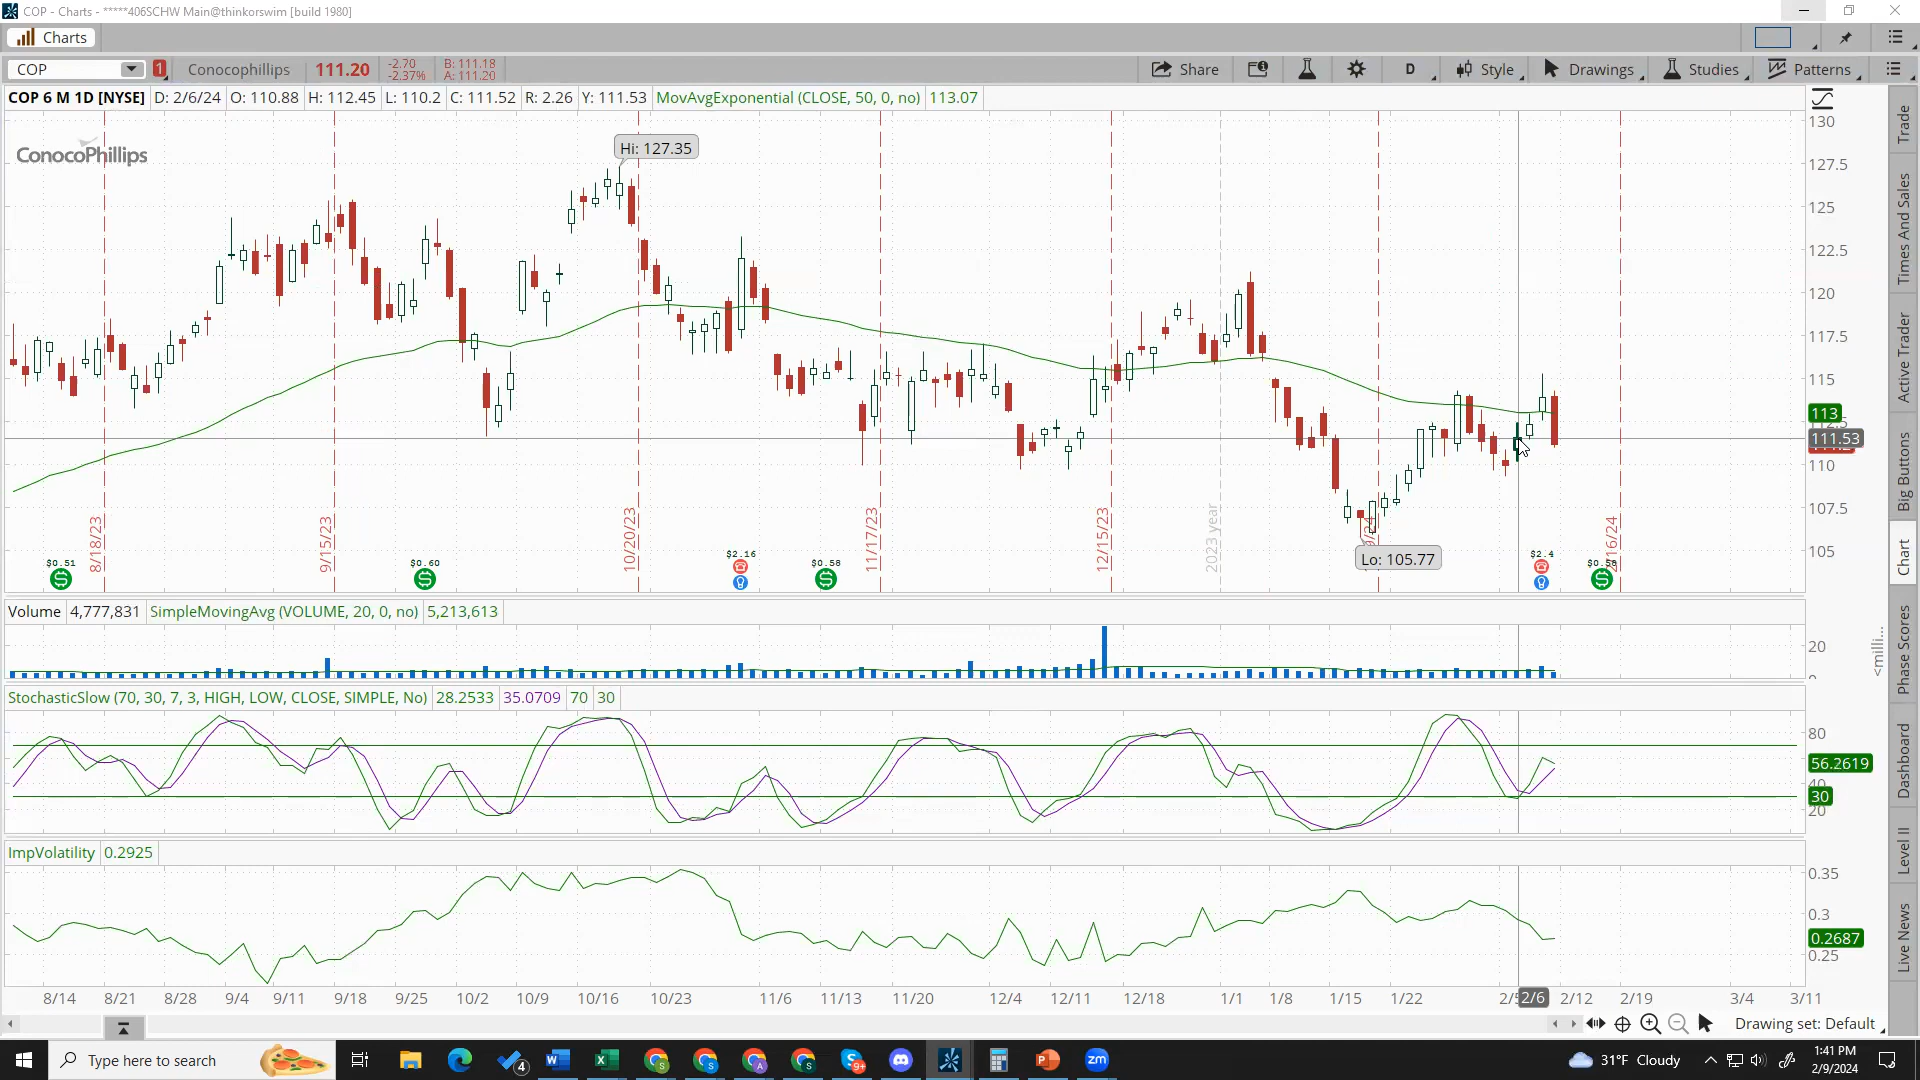 COP - Charts - *****406SCHW Main@thinkorswim [build 1980]
Charts
COP 1 Conocophillips 111.20 -2.70 -2.37% B: 111.18 A: 111.20 Share D Style Drawings Studies Patterns
COP 6 M 1D [NYSE] D: 2/6/24 O: 110.88 H: 112.45 L: 110.2 C: 111.52 R: 2.26 Y: 111.53 MovAvgExponential (CLOSE, 50, 0, no) 113.07
ConocoPhillips
Hi: 127.35
Lo: 105.77
130
127.5
125
122.5
120
117.5
115
113
111.53
110
107.5
105
8/18/23
9/15/23
10/20/23
11/17/23
12/15/23
2023 year
2/16/24
$0.51 $0.60 $2.16 $0.58 $2.4
Volume 4,777,831 SimpleMovingAvg (VOLUME, 20, 0, no) 5,213,613
20
<milli...
StochasticSlow (70, 30, 7, 3, HIGH, LOW, CLOSE, SIMPLE, No) 28.2533 35.0709 70 30
80
56.2619
40
30
20
ImpVolatility 0.2925
0.35
0.3
0.2687
0.25
8/14 8/21 8/28 9/4 9/11 9/18 9/25 10/2 10/9 10/16 10/23 11/6 11/13 11/20 12/4 12/11 12/18 1/1 1/8 1/15 1/22 2/6 2/12 2/19 3/4 3/11
Drawing set: Default
Trade
Times And Sales
Active Trader
Big Buttons
Chart
Phase Scores
Dashboard
Level II
Live News
Type here to search
4
9+
zm
31°F Cloudy
1:41 PM
2/9/2024